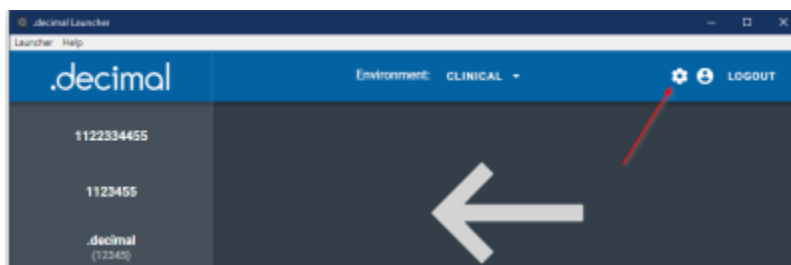 .decimal Launcher
Launcher Help
.decimal
Environment: CLINICAL
LOGOUT
1122334455
1123455
.decimal
(12345)